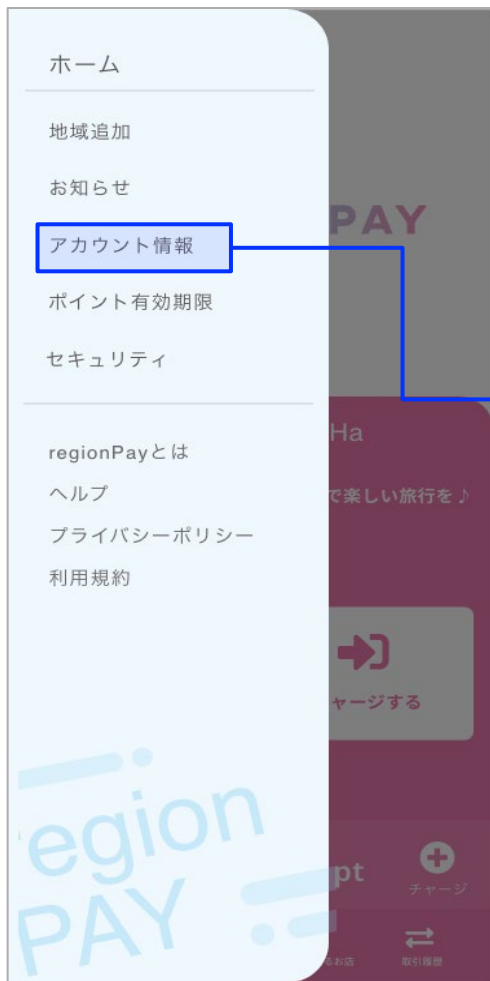 ホーム
地域追加
お知らせ
PAY
アカウント情報
ポイント有効期限
セキュリティ
Ha
regionPayとは
ヘルプ
で楽しい旅行を♪
プライバシーポリシー
利用規約
ャージする
egion
PAY
pt
チャージ
るお店
取引履歴